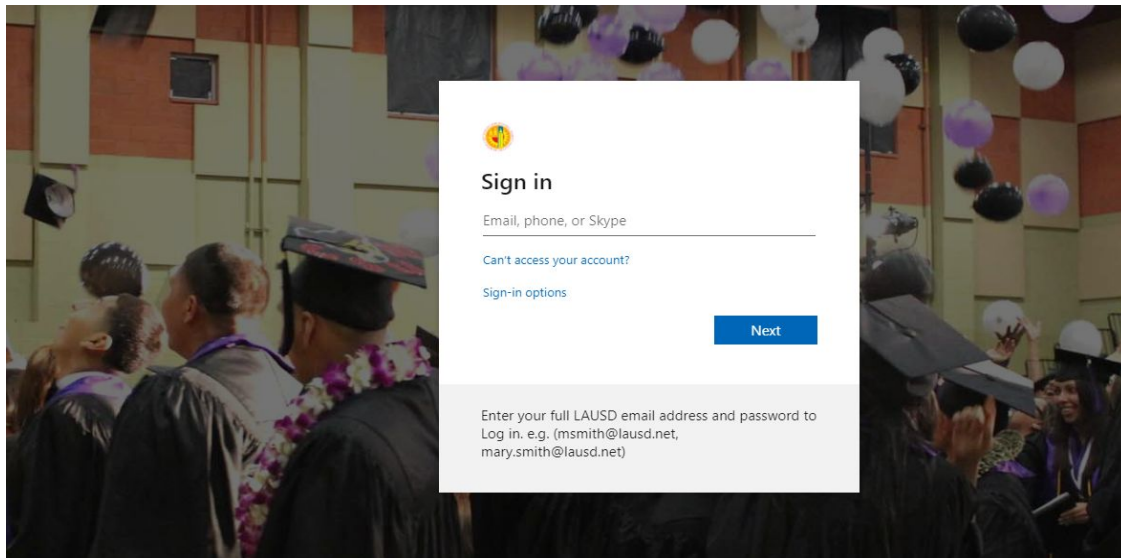 Sign in
Email, phone, or Skype
Can't access your account?
Sign-in options
Next
Enter your full LAUSD email address and password to
Log in. e.g. (msmith@lausd.net,
mary.smith@lausd.net)